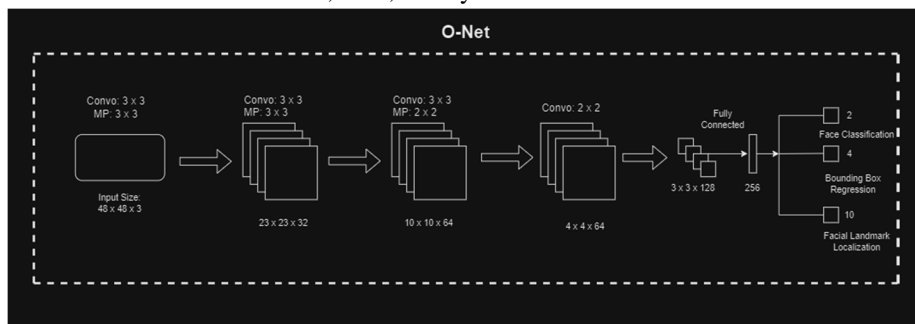 O-Net
Convo: 3 x 3
MP: 3 x 3
Input Size:
48 x 48 x 3
Convo: 3 x 3
MP: 3 x 3
23 x 23 x 32
Convo: 3 x 3
MP: 2 x 2
10 x 10 x 64
Convo: 2 x 2
4 x 4 x 64
3 x 3 x 128
Fully
Connected
256
2
Face Classification
4
Bounding Box
Regression
10
Facial Landmark
Localization